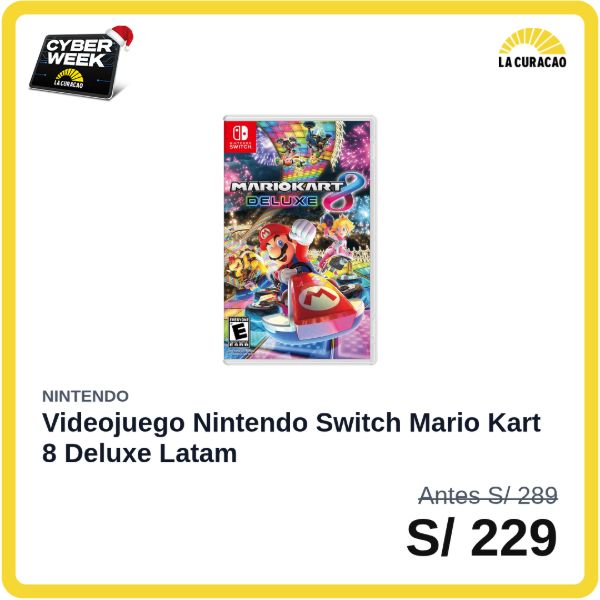 CYBER
WEEK
LA CURACAO
LA CURACAO
NINTENDO
SWITCH
MARIOKART 8
DELUXE
EVERYONE
E
NINTENDO
Videojuego Nintendo Switch Mario Kart
8 Deluxe Latam
Antes S/ 289
S/ 229